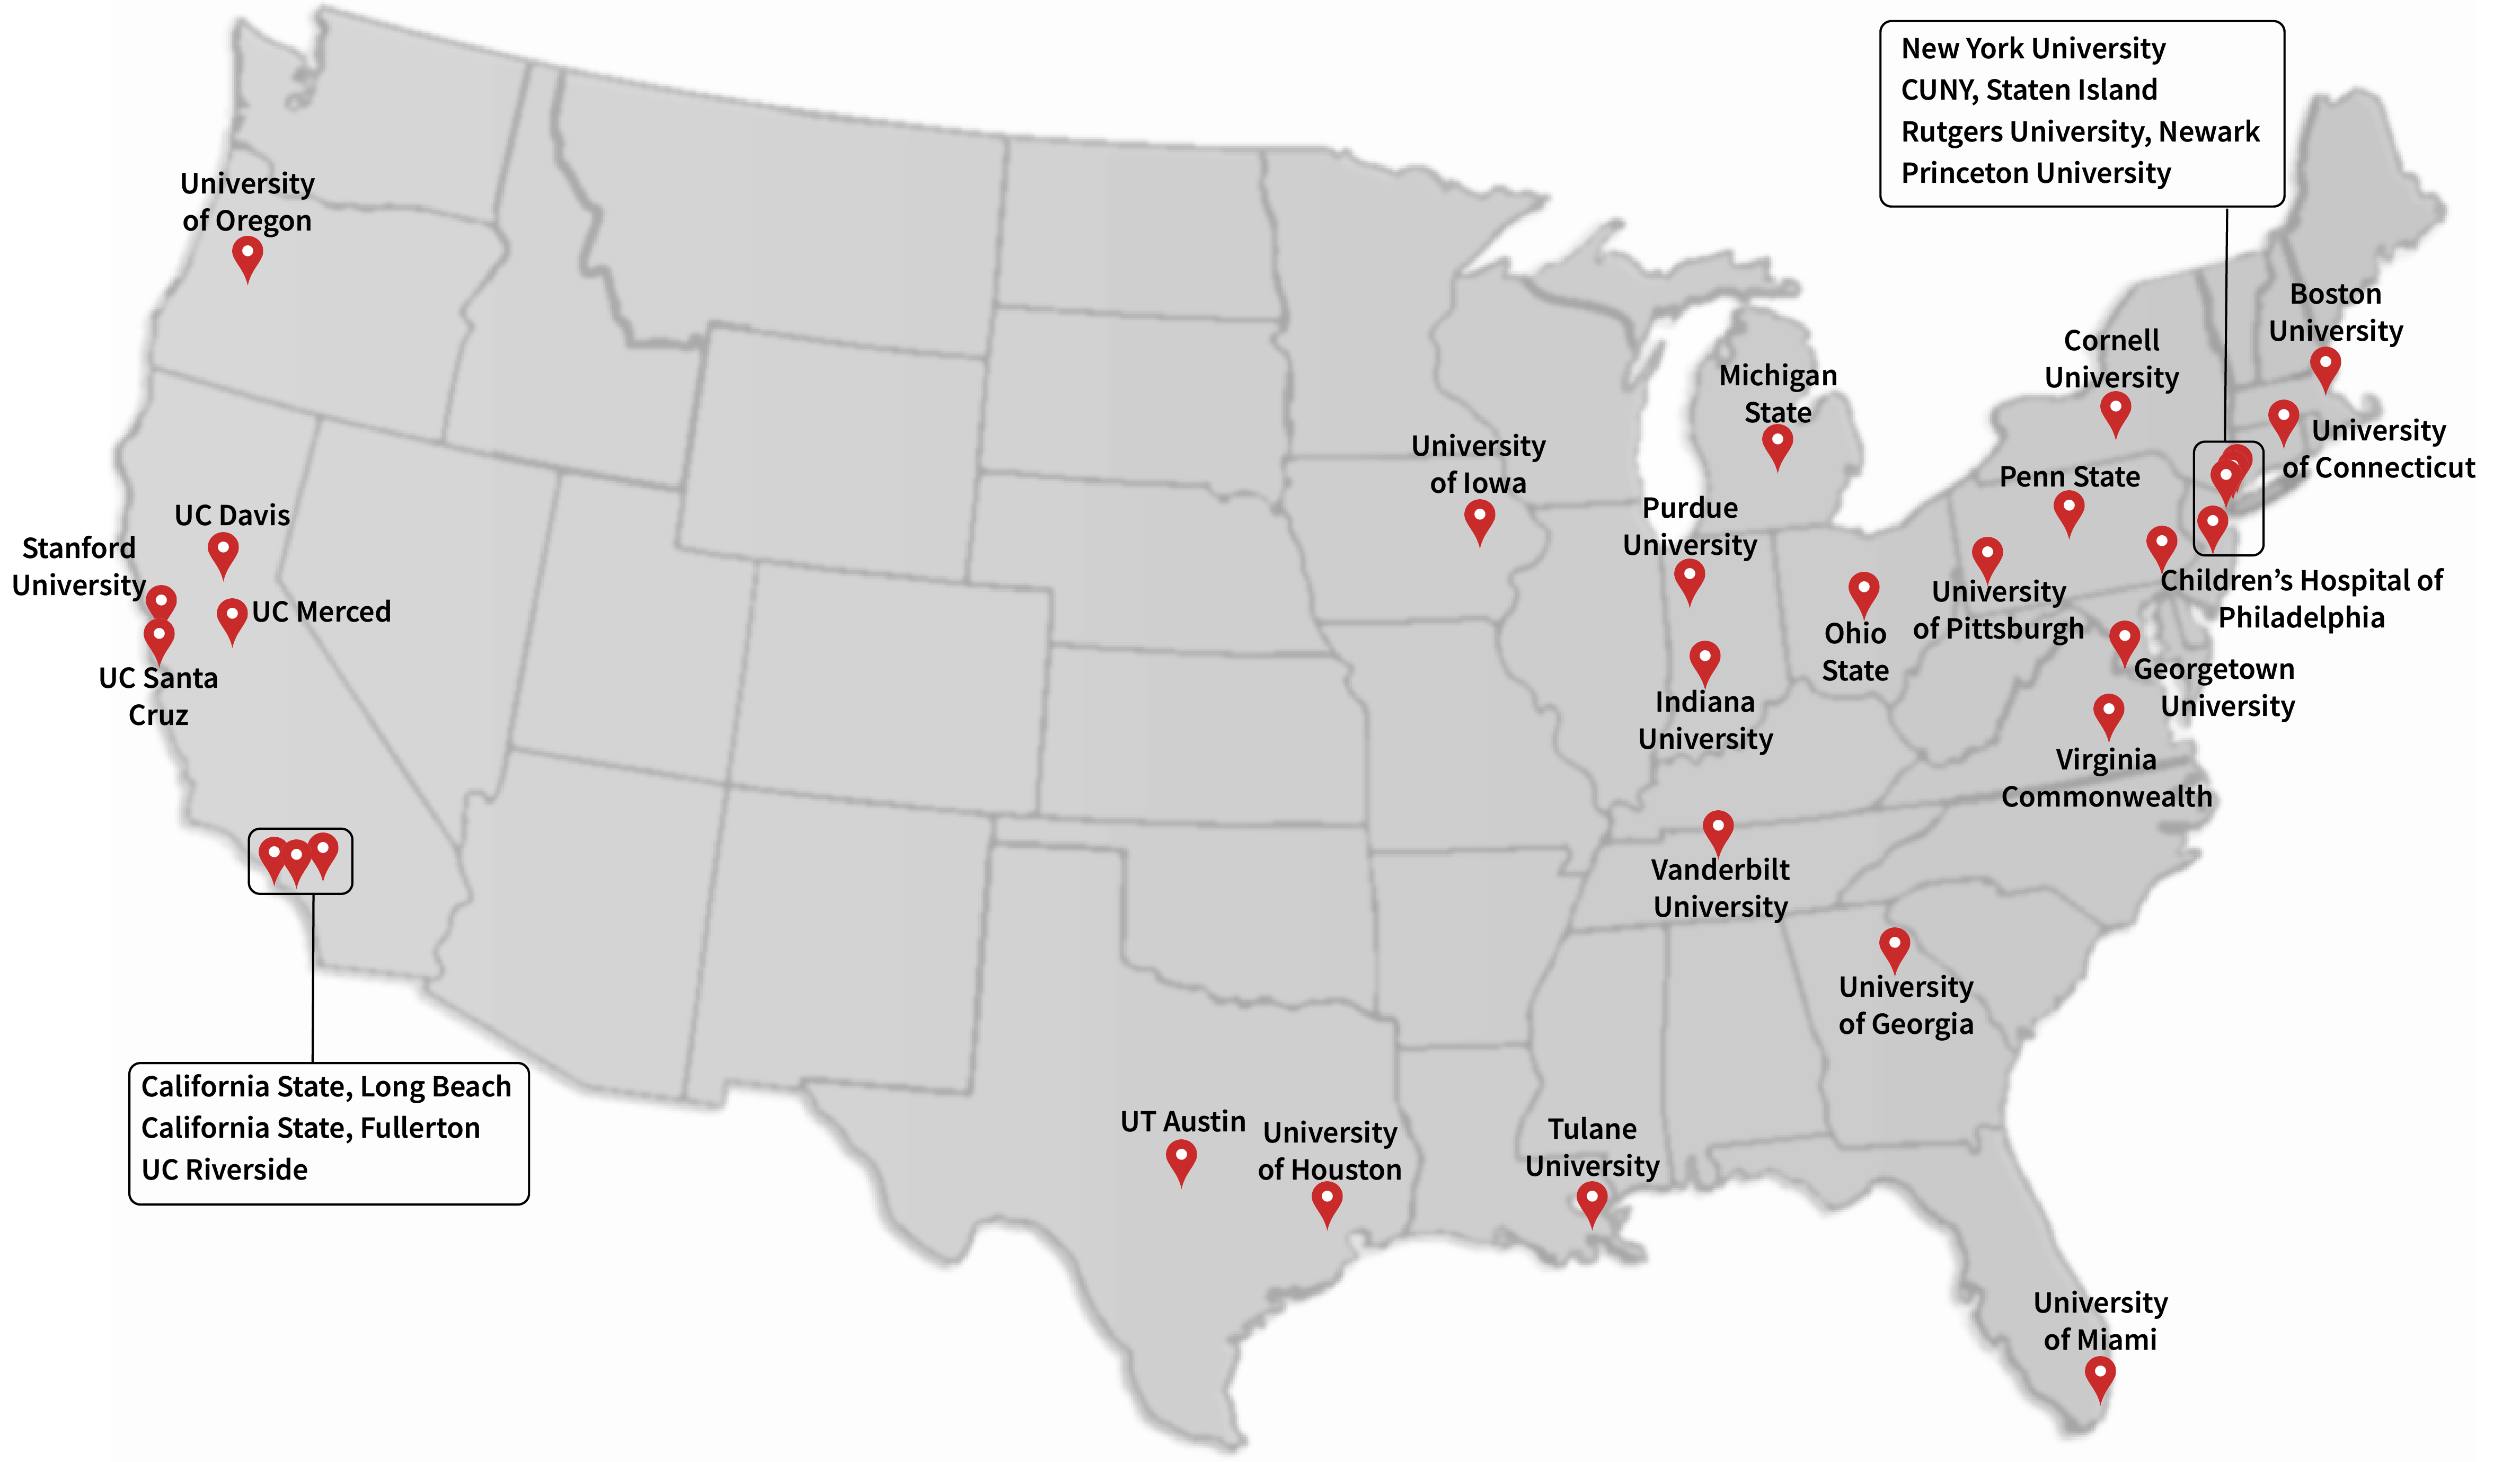 New York University
CUNY, Staten Island
Rutgers University, Newark
Princeton University
University
of Oregon
Boston
University
Cornell
University
Michigan
State
University
of Connecticut
University
of Iowa
Penn State
Purdue
University
UC Davis
Stanford
University
UC Merced
Children’s Hospital of
Philadelphia
University
of Pittsburgh
Ohio
State
UC Santa
Cruz
Georgetown
University
Indiana
University
Virginia
Commonwealth
Vanderbilt
University
University
of Georgia
California State, Long Beach
California State, Fullerton
UC Riverside
UT Austin
University
of Houston
Tulane
University
University
of Miami